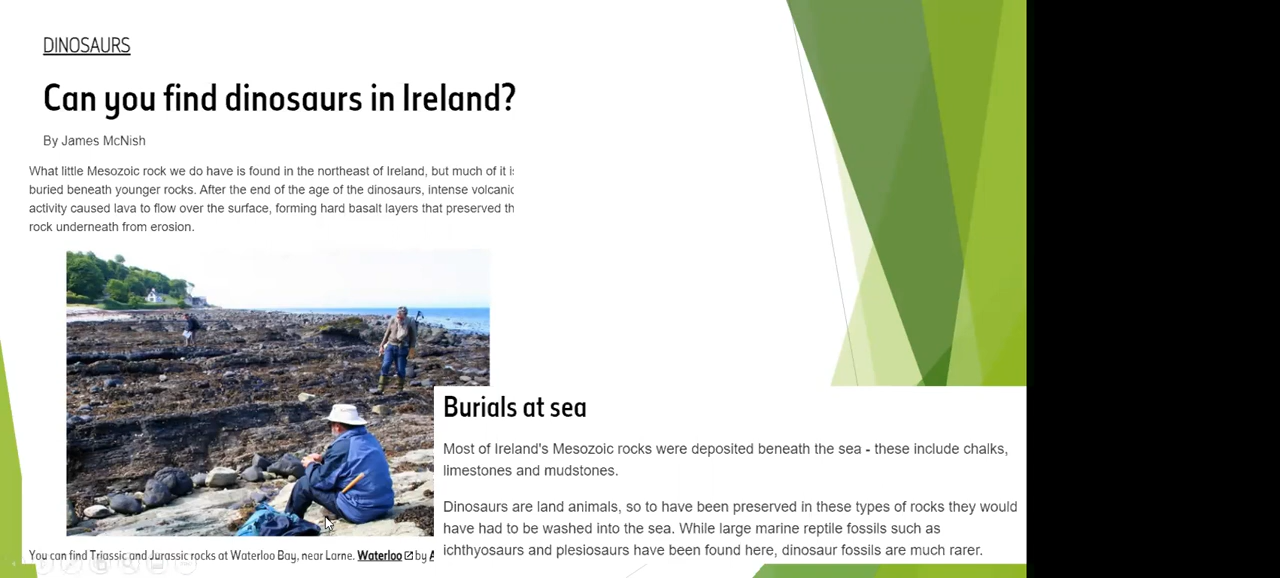 DINOSAURS
Can you find dinosaurs in Ireland?
By James McNish
What little Mesozoic rock we do have is found in the northeast of Ireland, but much of it is
buried beneath younger rocks. After the end of the age of the dinosaurs, intense volcanic
activity caused lava to flow over the surface, forming hard basalt layers that preserved th
rock underneath from erosion.
You can find Triassic and Jurassic rocks at Waterloo Bay, near Larne. Waterloo by A
Burials at sea
Most of Ireland's Mesozoic rocks were deposited beneath the sea - these include chalks,
limestones and mudstones.
Dinosaurs are land animals, so to have been preserved in these types of rocks they would
have had to be washed into the sea. While large marine reptile fossils such as
ichthyosaurs and plesiosaurs have been found here, dinosaur fossils are much rarer.